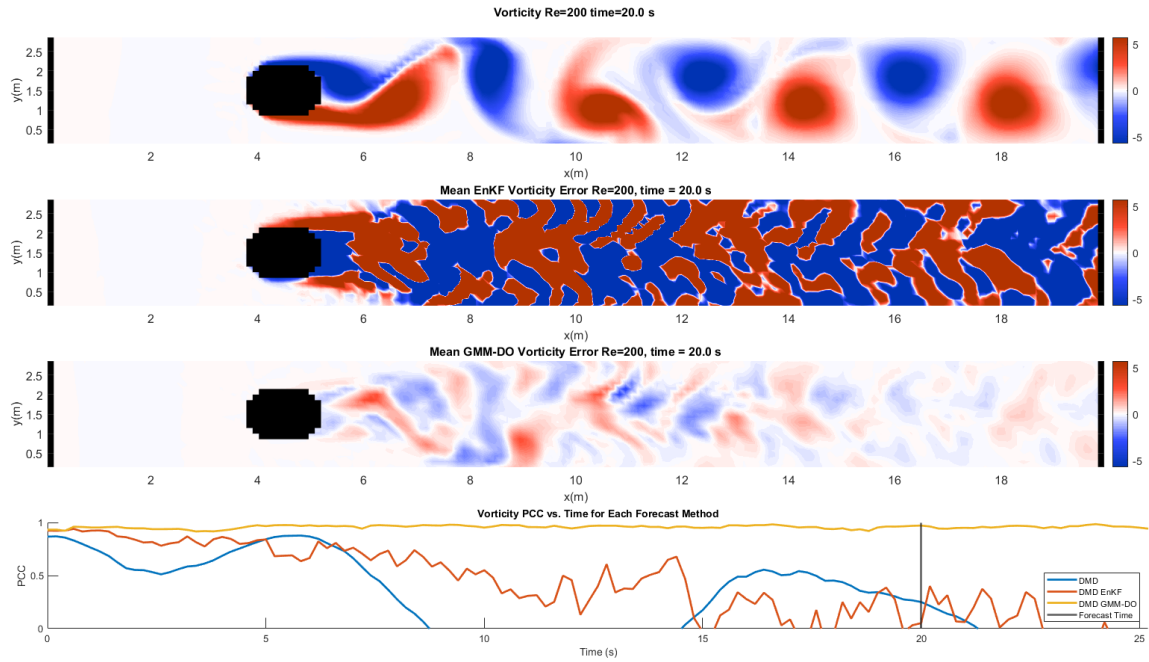 Vorticity Re=200 time=20.0 s
2.5
2
1.5
1
0.5
y(m)
2 4 6 8 10 12 14 16 18
x(m)
5
0
-5
Mean EnKF Vorticity Error Re=200, time = 20.0 s
2.5
2
1.5
1
0.5
y(m)
2 4 6 8 10 12 14 16 18
x(m)
5
0
-5
Mean GMM-DO Vorticity Error Re=200, time = 20.0 s
2.5
2
1.5
1
0.5
y(m)
2 4 6 8 10 12 14 16 18
x(m)
5
0
-5
Vorticity PCC vs. Time for Each Forecast Method
1
0.5
0
PCC
0 5 10 15 20 25
Time (s)
DMD
DMD EnKF
DMD GMM-DO
Forecast Time